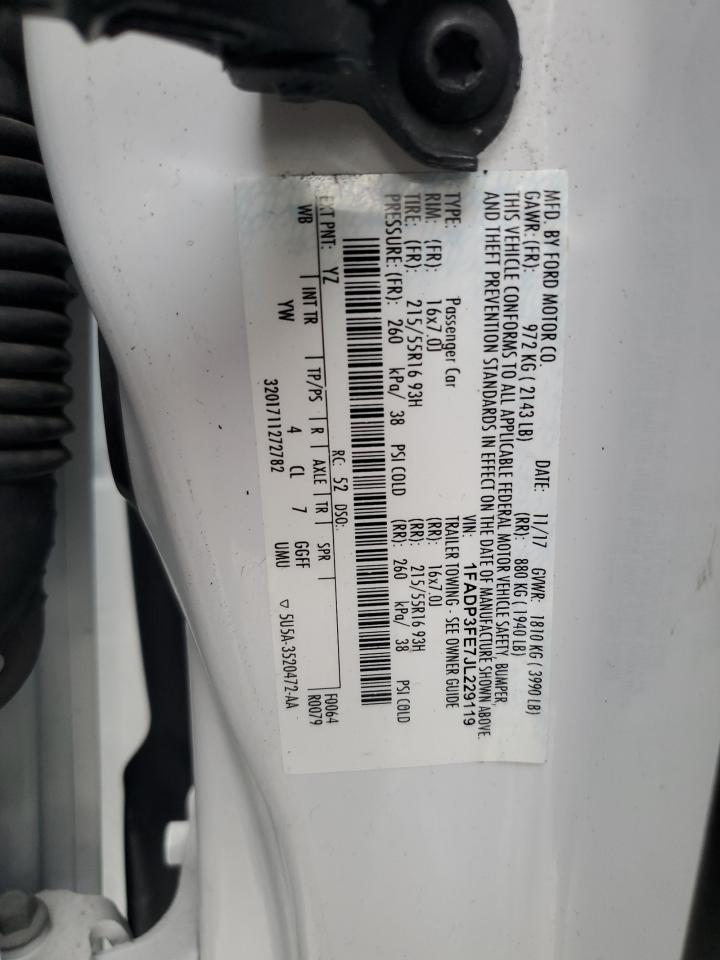 MFD. BY FORD MOTOR CO.
DATE: 11/17 GVWR: 1810 KG ( 3990 LB)
GAWR: (FR): 972 KG ( 2143 LB) (RR): 880 KG ( 1940 LB)
THIS VEHICLE CONFORMS TO ALL APPLICABLE FEDERAL MOTOR VEHICLE SAFETY, BUMPER,
AND THEFT PREVENTION STANDARDS IN EFFECT ON THE DATE OF MANUFACTURE SHOWN ABOVE.
VIN: 1FADP3FE7JL229119
TYPE: Passenger Car TRAILER TOWING - SEE OWNER GUIDE
RIM: (FR): 16x7.0J (RR): 16x7.0J
TIRE: (FR): 215/55R16 93H (RR): 215/55R16 93H
PRESSURE: (FR): 260 kPa/ 38 PSI COLD (RR): 260 kPa/ 38 PSI COLD
EXT PNT: YZ RC: 52 DSO: F0064
WB INT TR TP/PS R AXLE TR SPR R0079
YW 4 CL 7 GGFF
UMU
3201711272782 ▽ 5U5A-3520472-AA